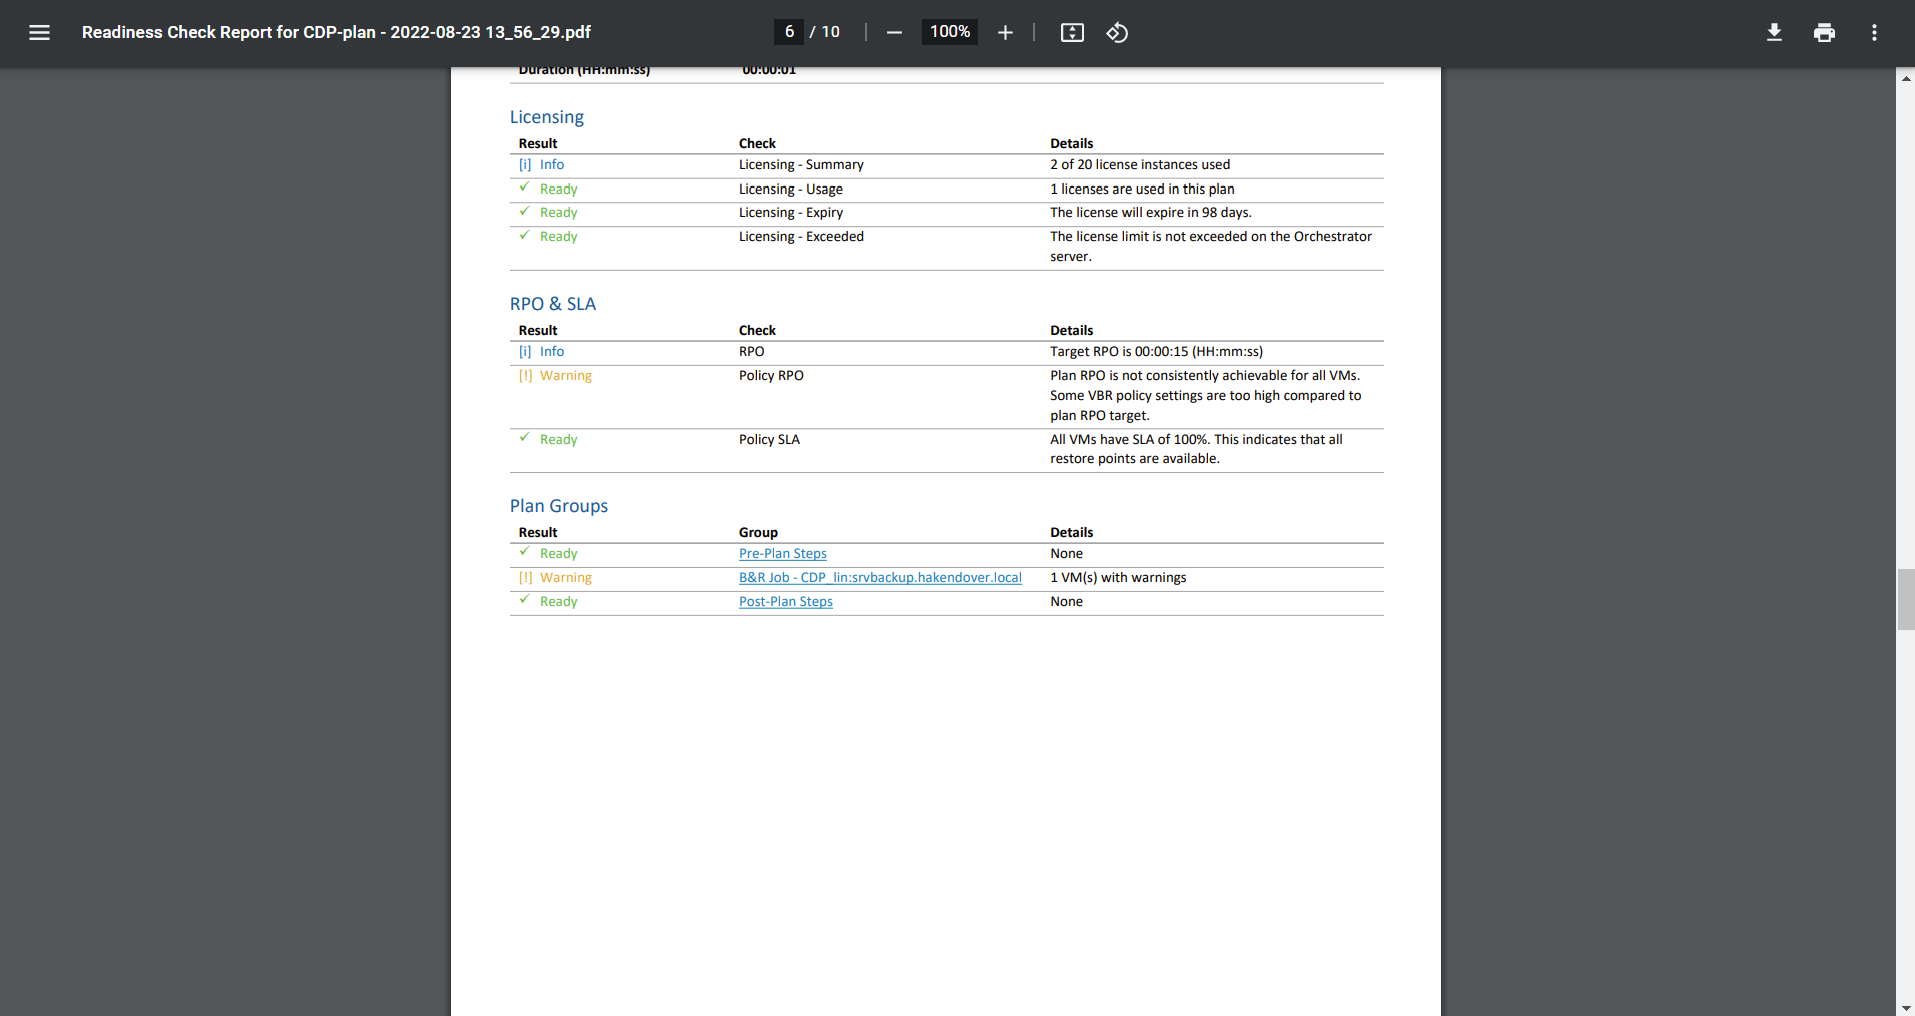 Readiness Check Report for CDP-plan - 2022-08-23 13_56_29.pdf
6 / 10
100%
Duration (HH:mm:ss) 00:00:01
Licensing
Result Check Details
[i] Info Licensing - Summary 2 of 20 license instances used
✓ Ready Licensing - Usage 1 licenses are used in this plan
✓ Ready Licensing - Expiry The license will expire in 98 days.
✓ Ready Licensing - Exceeded The license limit is not exceeded on the Orchestrator
server.
RPO & SLA
Result Check Details
[i] Info RPO Target RPO is 00:00:15 (HH:mm:ss)
[!] Warning Policy RPO Plan RPO is not consistently achievable for all VMs.
Some VBR policy settings are too high compared to
plan RPO target.
✓ Ready Policy SLA All VMs have SLA of 100%. This indicates that all
restore points are available.
Plan Groups
Result Group Details
✓ Ready Pre-Plan Steps None
[!] Warning B&R Job - CDP_lin:srvbackup.hakendover.local 1 VM(s) with warnings
✓ Ready Post-Plan Steps None